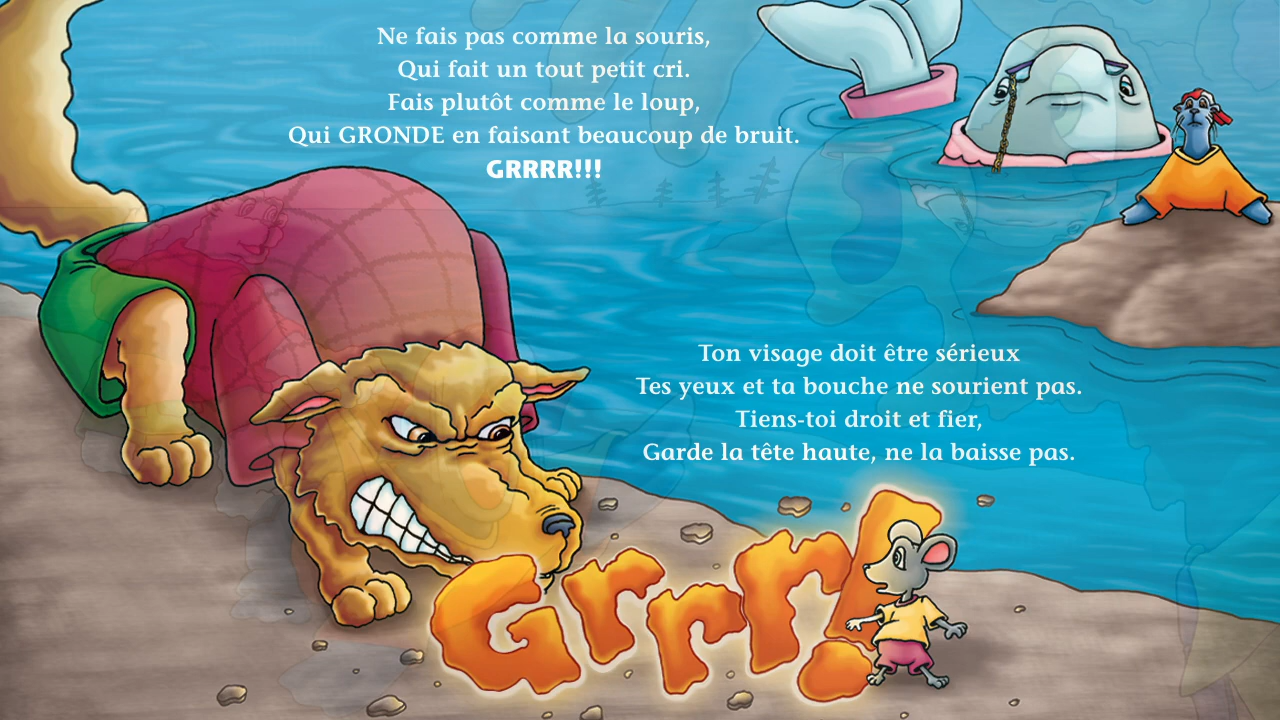 Ne fais pas comme la souris,
Qui fait un tout petit cri.
Fais plutôt comme le loup,
Qui GRONDE en faisant beaucoup de bruit.
GRRRR!!!
Ton visage doit être sérieux
Tes yeux et ta bouche ne sourient pas.
Tiens-toi droit et fier,
Garde la tête haute, ne la baisse pas.
Grrrr!